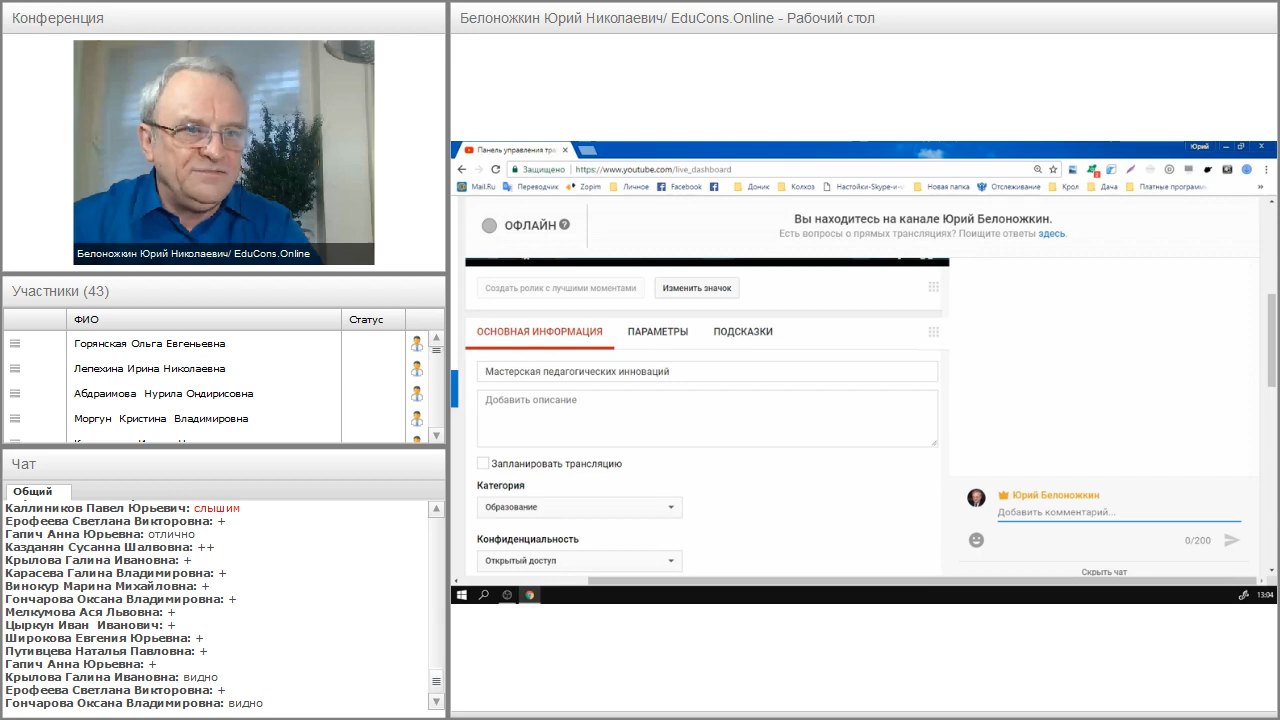 Конференция
Белоножкин Юрий Николаевич/ EduCons.Online
Участники (43)
ФИО
Статус
Горянская Ольга Евгеньевна
Лепехина Ирина Николаевна
Абдраимова Нурила Ондирисовна
Моргун Кристина Владимировна
Чат
Общий
Каллиников Павел Юрьевич: слышим
Ерофеева Светлана Викторовна: +
Гапич Анна Юрьевна: отлично
Казданян Сусанна Шалвовна: ++
Крылова Галина Ивановна: +
Карасева Галина Владимировна: +
Винокур Марина Михайловна: +
Гончарова Оксана Владимировна: +
Мелкумова Ася Львовна: +
Цыркун Иван Иванович: +
Широкова Евгения Юрьевна: +
Путивцева Наталья Павловна: +
Гапич Анна Юрьевна: +
Крылова Галина Ивановна: видно
Ерофеева Светлана Викторовна: +
Гончарова Оксана Владимировна: видно
Белоножкин Юрий Николаевич/ EduCons.Online - Рабочий стол
Панель управления тра
Юрий
Защищено https://www.youtube.com/live_dashboard
Mail.Ru Переводчик Zopim Личное Facebook Доник Колхоз Настойки-Skype-и- Новая папка Отслеживание Крол Дача Платные програм
ОФЛАЙН
Вы находитесь на канале Юрий Белоножкин.
Есть вопросы о прямых трансляциях? Поищите ответы здесь.
Создать ролик с лучшими моментами
Изменить значок
ОСНОВНАЯ ИНФОРМАЦИЯ ПАРАМЕТРЫ ПОДСКАЗКИ
Мастерская педагогических инноваций
Добавить описание
Запланировать трансляцию
Категория
Образование
Конфиденциальность
Открытый доступ
Юрий Белоножкин
Добавить комментарий...
0/200
Скрыть чат
13:04